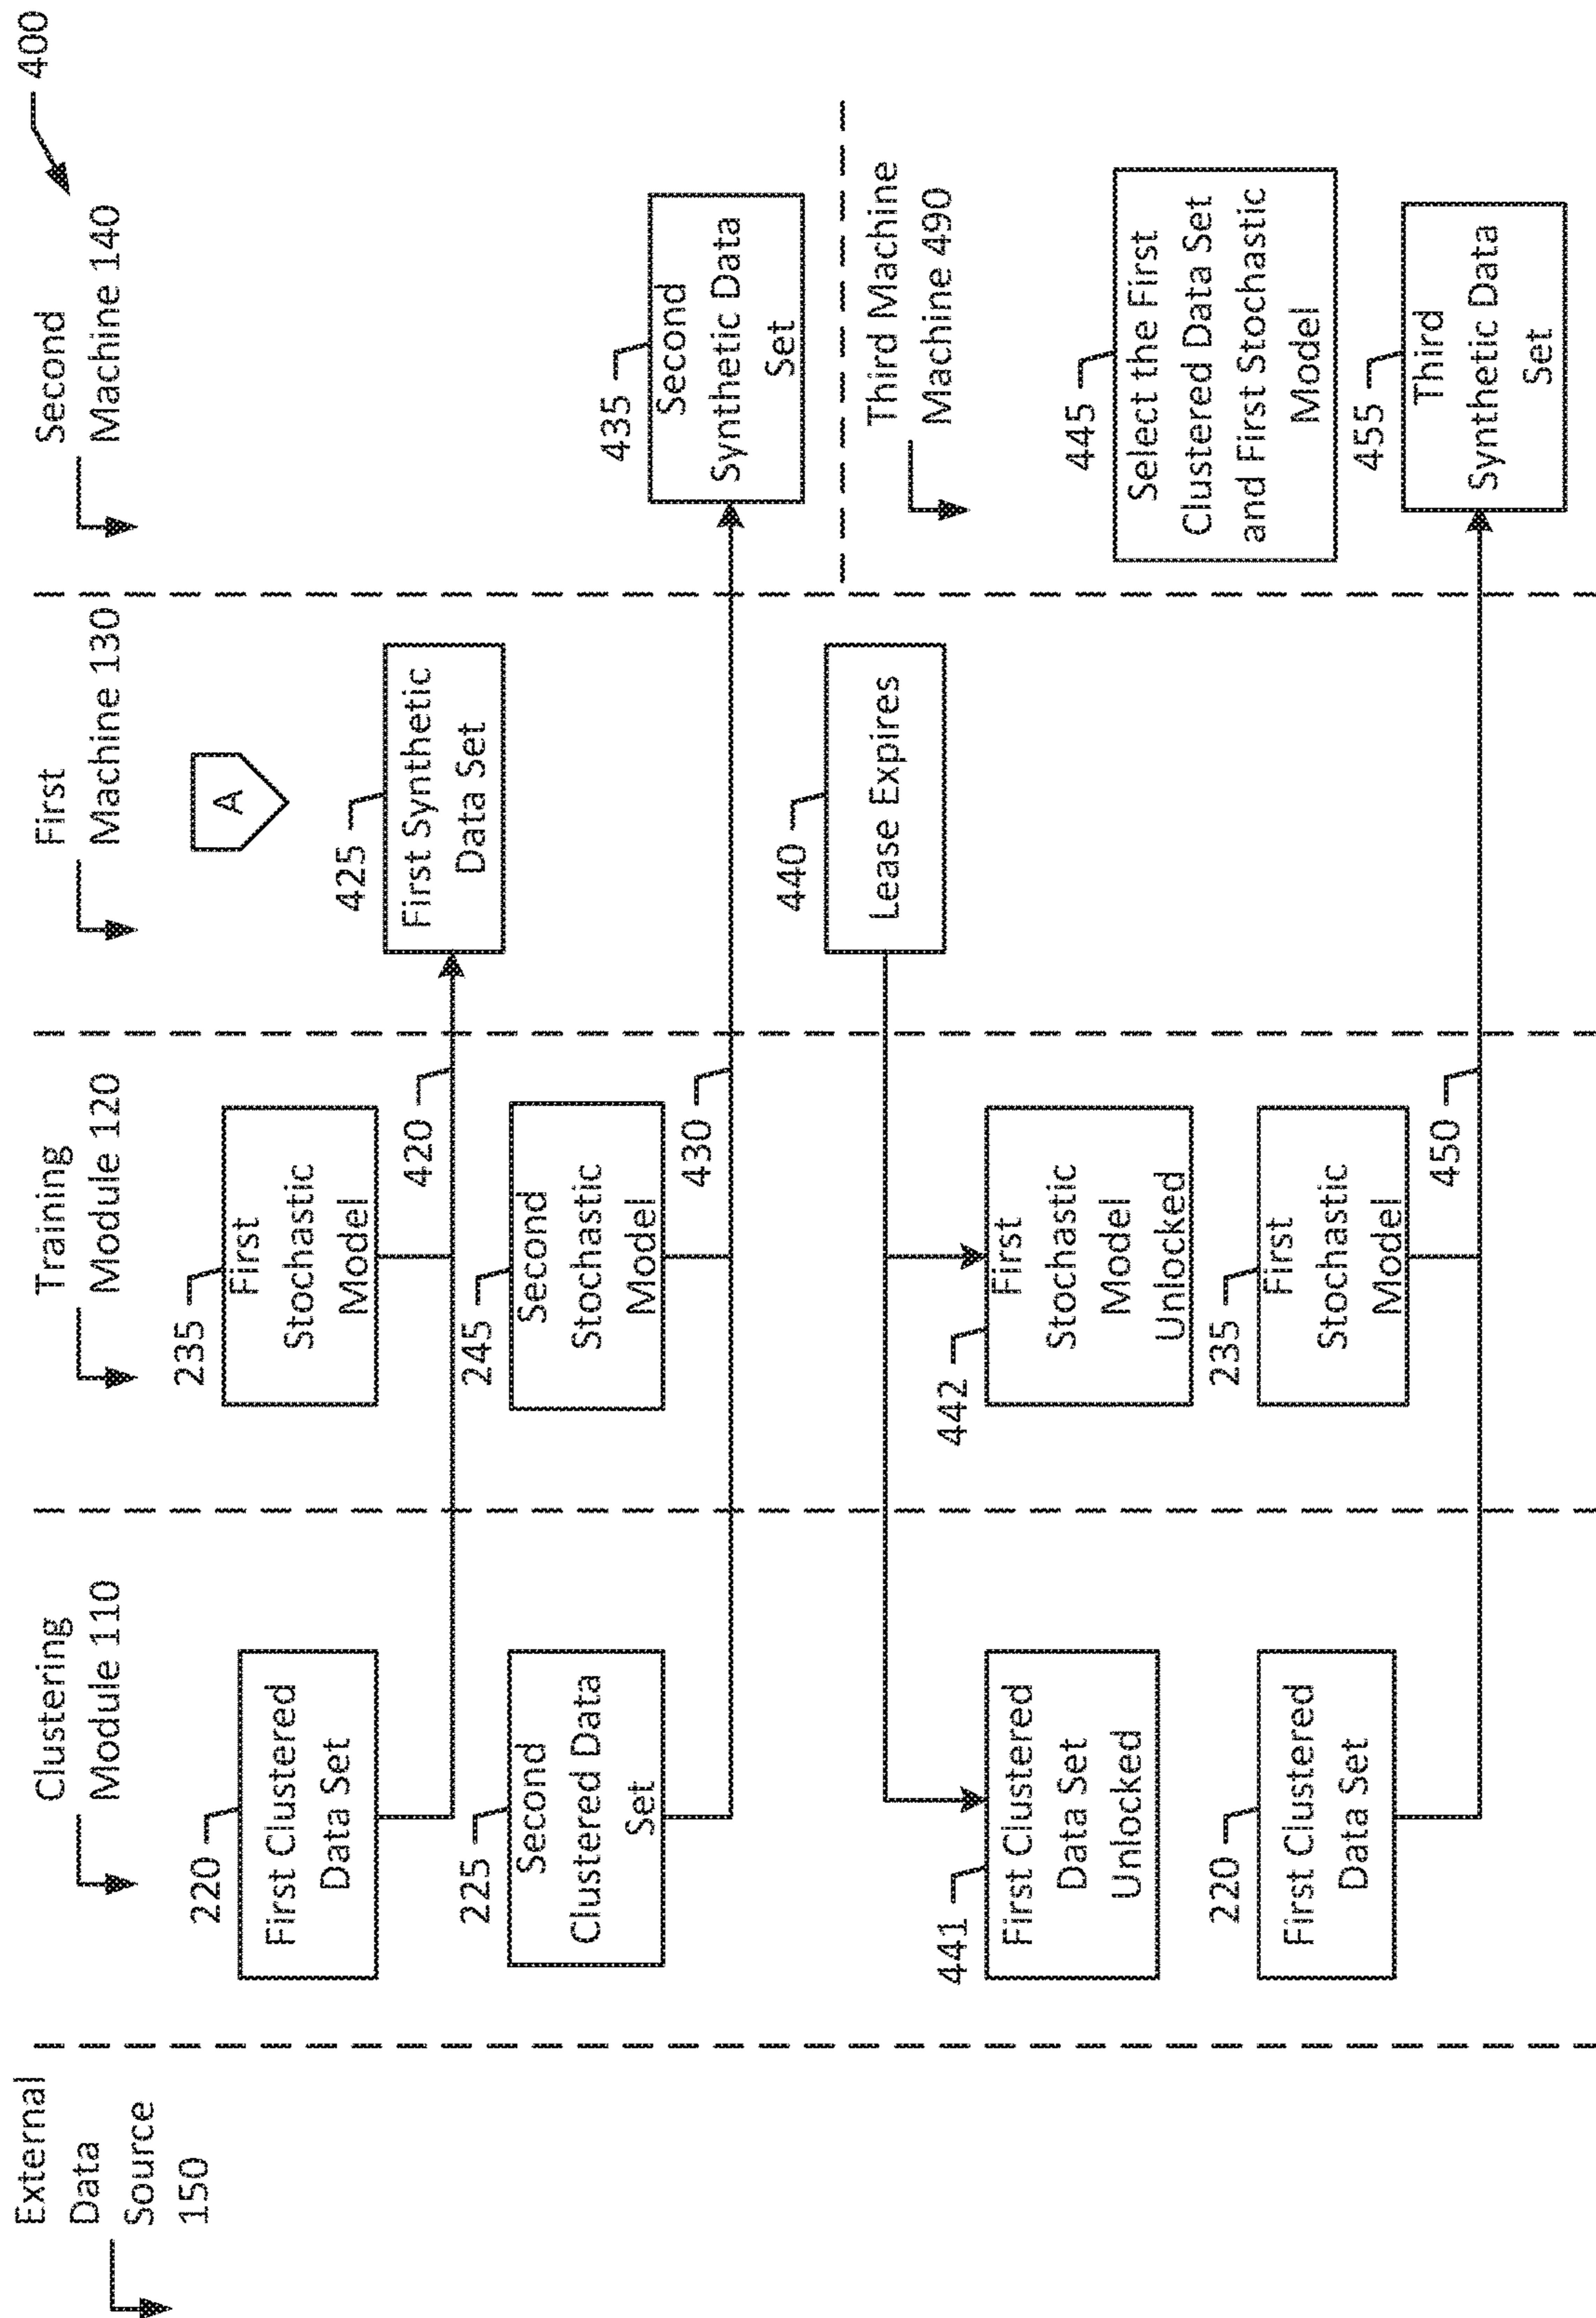 400
External
Data
Source
150
Clustering
Module 110
Training
Module 120
First
Machine 130
Second
Machine 140
A
220
First Clustered
Data Set
235
First
Stochastic
Model
420
425
First Synthetic
Data Set
225
Second
Clustered Data
Set
245
Second
Stochastic
Model
430
435
Second
Synthetic Data
Set
440
Lease Expires
Third Machine
Machine 490
441
First Clustered
Data Set
Unlocked
442
First
Stochastic
Model
Unlocked
445
Select the First
Clustered Data Set
and First Stochastic
Model
220
First Clustered
Data Set
235
First
Stochastic
Model
450
455
Third
Synthetic Data
Set